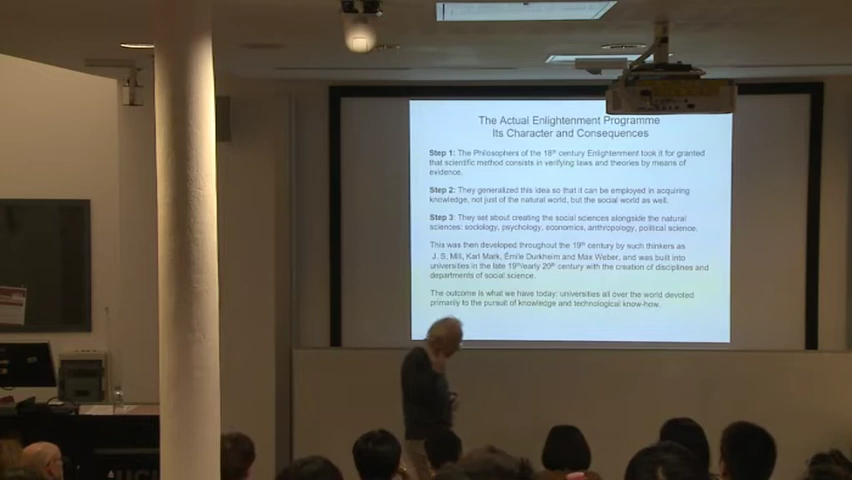 The Actual Enlightenment Programme
Its Character and Consequences
Step 1: The Philosophers of the 18th century Enlightenment took it for granted
that scientific method consists in verifying laws and theories by means of
evidence.
Step 2: They generalized this idea so that it can be employed in acquiring
knowledge, not just of the natural world, but the social world as well.
Step 3: They set about creating the social sciences alongside the natural
sciences: sociology, psychology, economics, anthropology, political science.
This was then developed throughout the 19th century by such thinkers as
J. S. Mill, Karl Mark, Émile Durkheim and Max Weber, and was built into
universities in the late 19th/early 20th century with the creation of disciplines and
departments of social science.
The outcome is what we have today: universities all over the world devoted
primarily to the pursuit of knowledge and technological know-how.